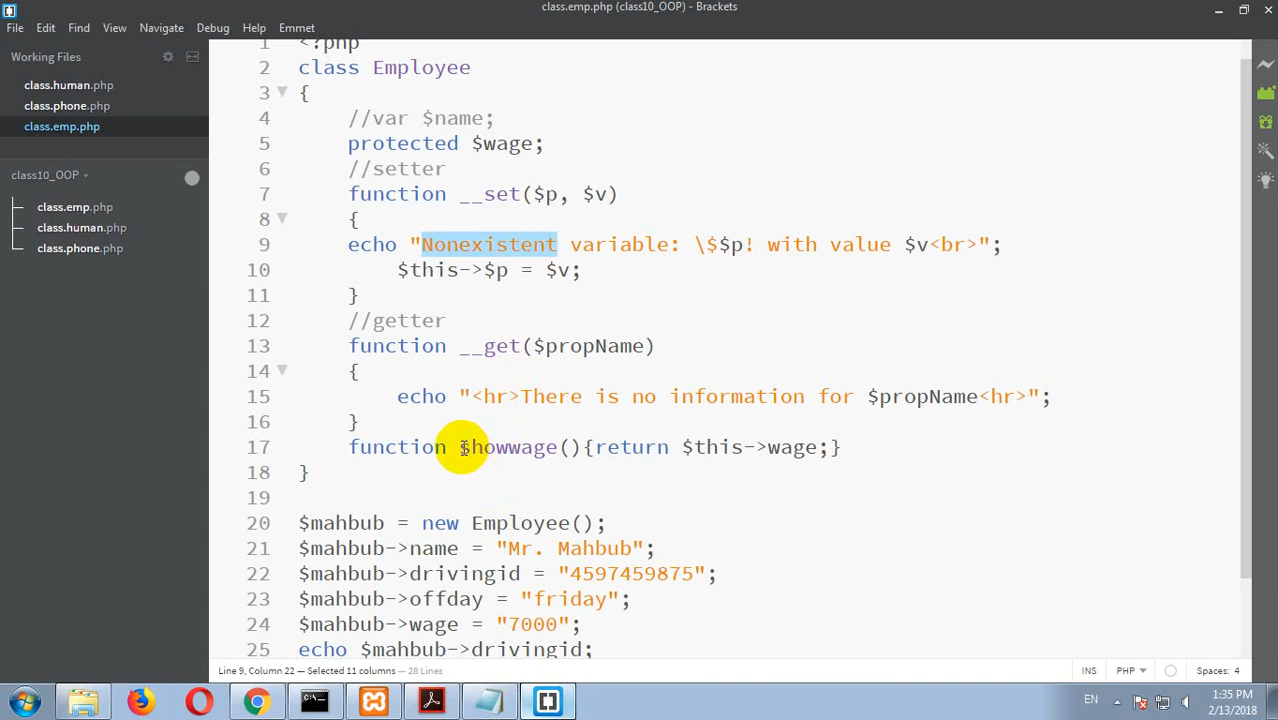 class.emp.php (class10_OOP) - Brackets
File Edit Find View Navigate Debug Help Emmet
Working Files
class.human.php
class.phone.php
class.emp.php
class10_OOP
class.emp.php
class.human.php
class.phone.php
1 <?php
2 class Employee
3 {
4 //var $name;
5 protected $wage;
6 //setter
7 function __set($p, $v)
8 {
9 echo "Nonexistent variable: \$$p! with value $v<br>";
10 $this->$p = $v;
11 }
12 //getter
13 function __get($propName)
14 {
15 echo "<hr>There is no information for $propName<hr>";
16 }
17 function showwage(){return $this->wage;}
18 }
19
20 $mahbub = new Employee();
21 $mahbub->name = "Mr. Mahbub";
22 $mahbub->drivingid = "4597459875";
23 $mahbub->offday = "friday";
24 $mahbub->wage = "7000";
25 echo $mahbub->drivingid;
Line 9, Column 22 — Selected 11 columns — 28 Lines
INS PHP Spaces: 4
EN
1:35 PM
2/13/2018